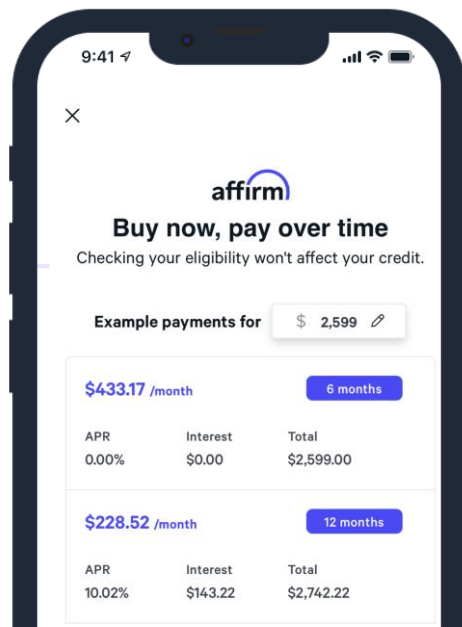 9:41
affirm
Buy now, pay over time
Checking your eligibility won't affect your credit.
Example payments for $ 2,599
$433.17 /month 6 months
APR Interest Total
0.00% $0.00 $2,599.00
$228.52 /month 12 months
APR Interest Total
10.02% $143.22 $2,742.22